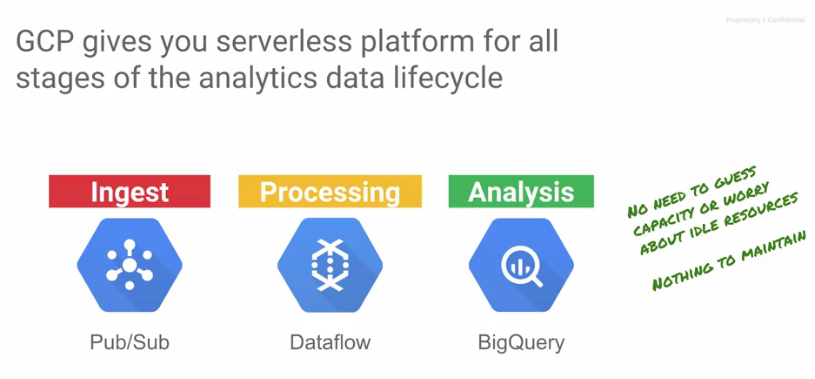 Proprietary + Confidential
GCP gives you serverless platform for all
stages of the analytics data lifecycle
Ingest
Processing
Analysis
Pub/Sub
Dataflow
BigQuery
NO NEED TO GUESS
CAPACITY OR WORRY
ABOUT IDLE RESOURCES
NOTHING TO MAINTAIN